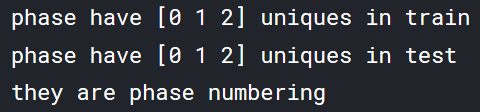 phase have [0 1 2] uniques in train
phase have [0 1 2] uniques in test
they are phase numbering